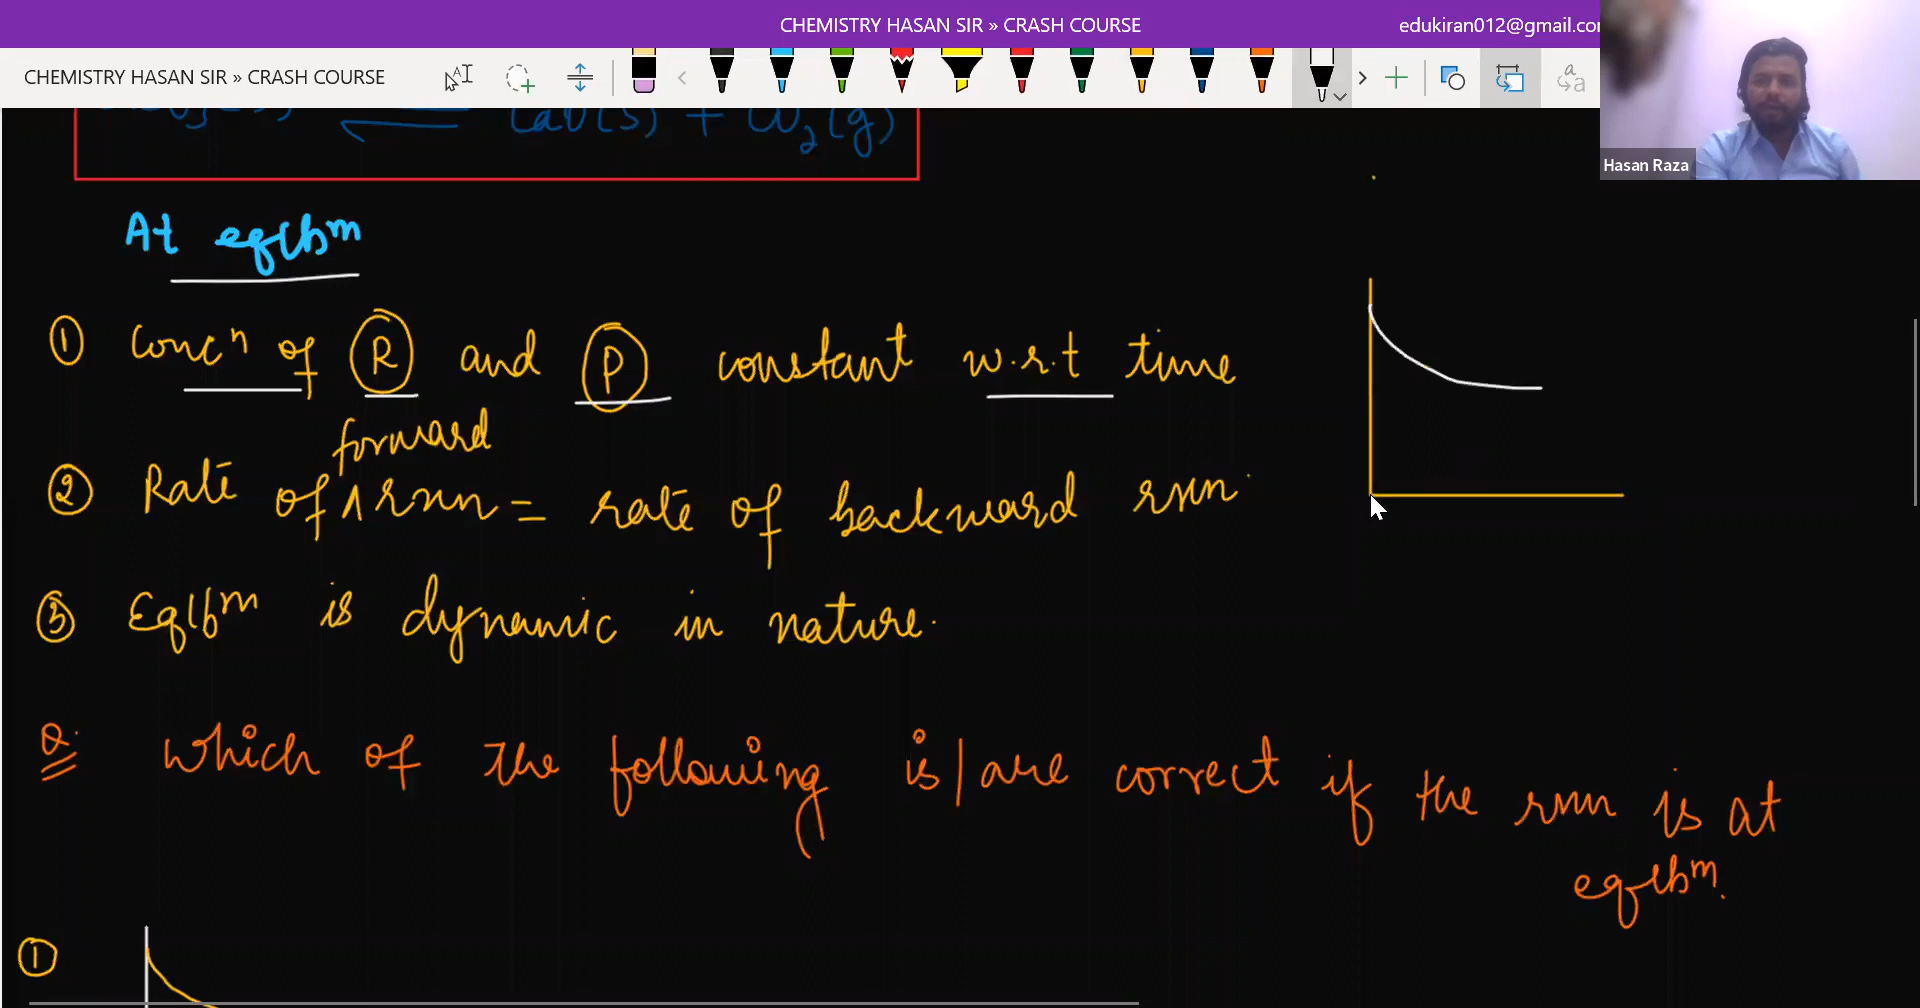 CHEMISTRY HASAN SIR » CRASH COURSE
edukiran012@gmail.co
CHEMISTRY HASAN SIR » CRASH COURSE
Hasan Raza
CaO(s) + CO₂(g)
At eqlbᵐ
① Concⁿ of R and P constant w.r.t time
forward
② Rate of ∧ rxn = rate of backward rxn.
③ Eqlbᵐ is dynamic in nature.
Q. which of the following is/are correct if the rxn is at
eqlbᵐ.
①